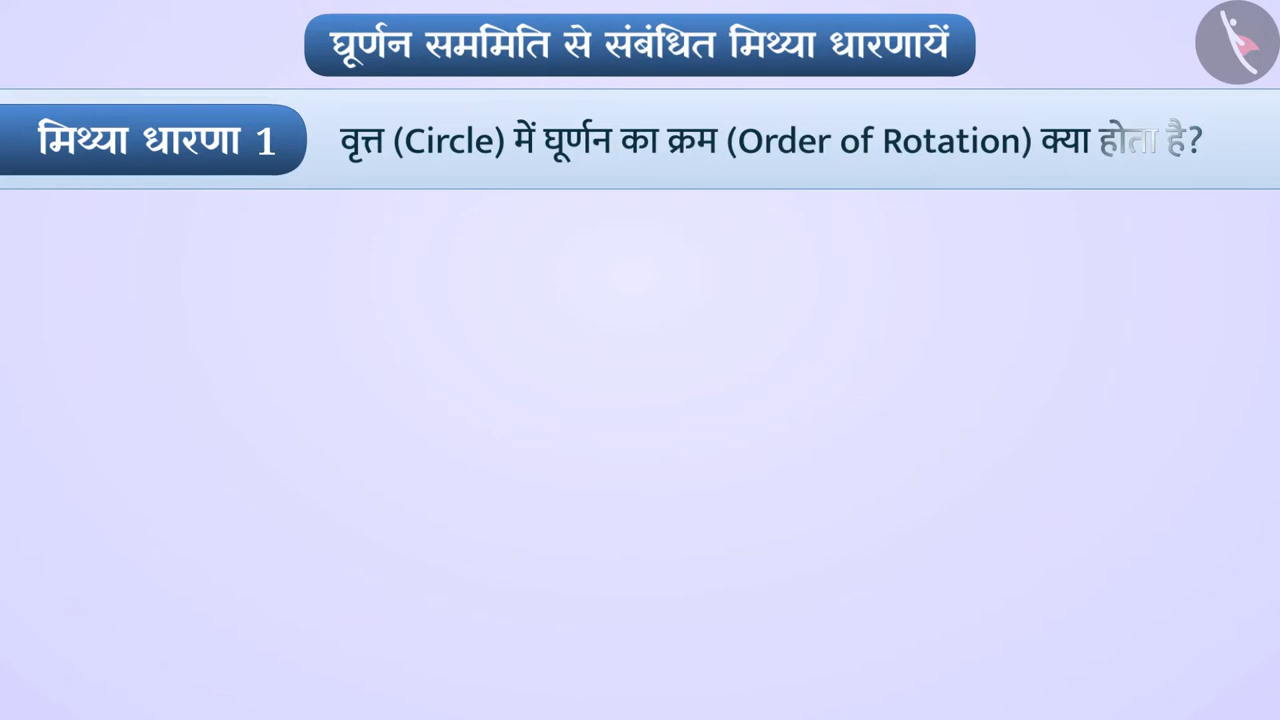 घूर्णन सममिति से संबंधित मिथ्या धारणायें
मिथ्या धारणा 1
वृत्त (Circle) में घूर्णन का क्रम (Order of Rotation) क्या होता है?